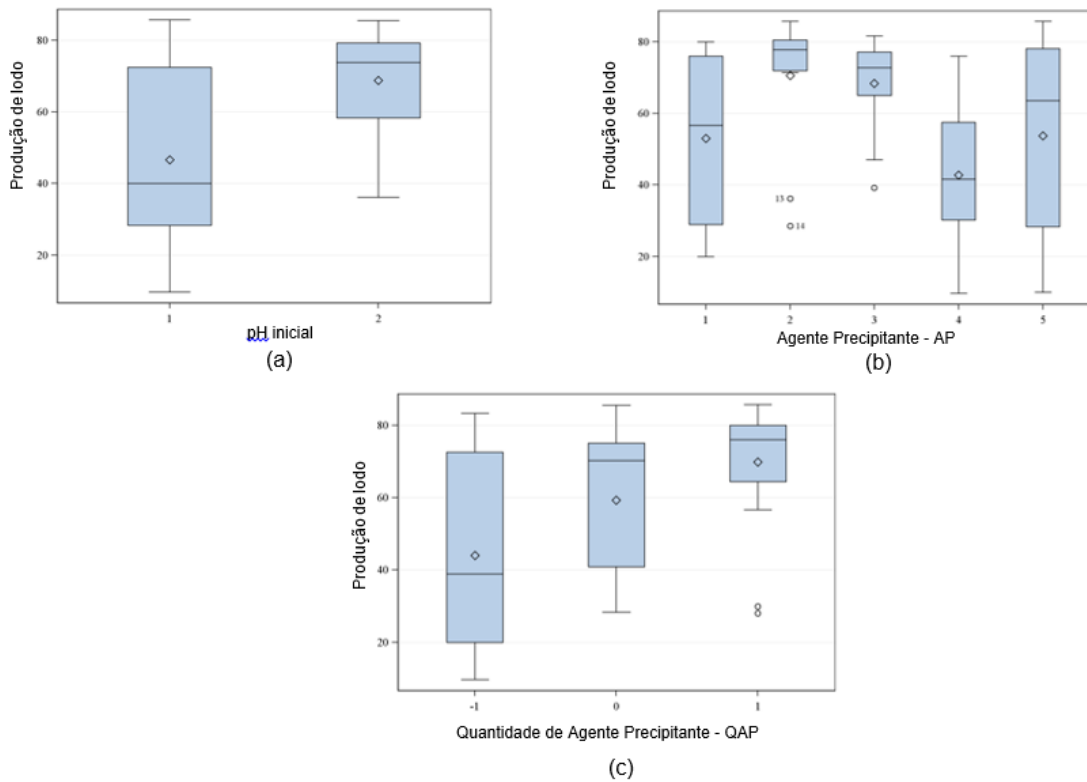 Produção de lodo
80
60
40
20
1
2
pH inicial
(a)
Produção de lodo
80
60
40
20
13
14
1
2
3
4
5
Agente Precipitante - AP
(b)
Produção de lodo
80
60
40
20
-1
0
1
Quantidade de Agente Precipitante - QAP
(c)